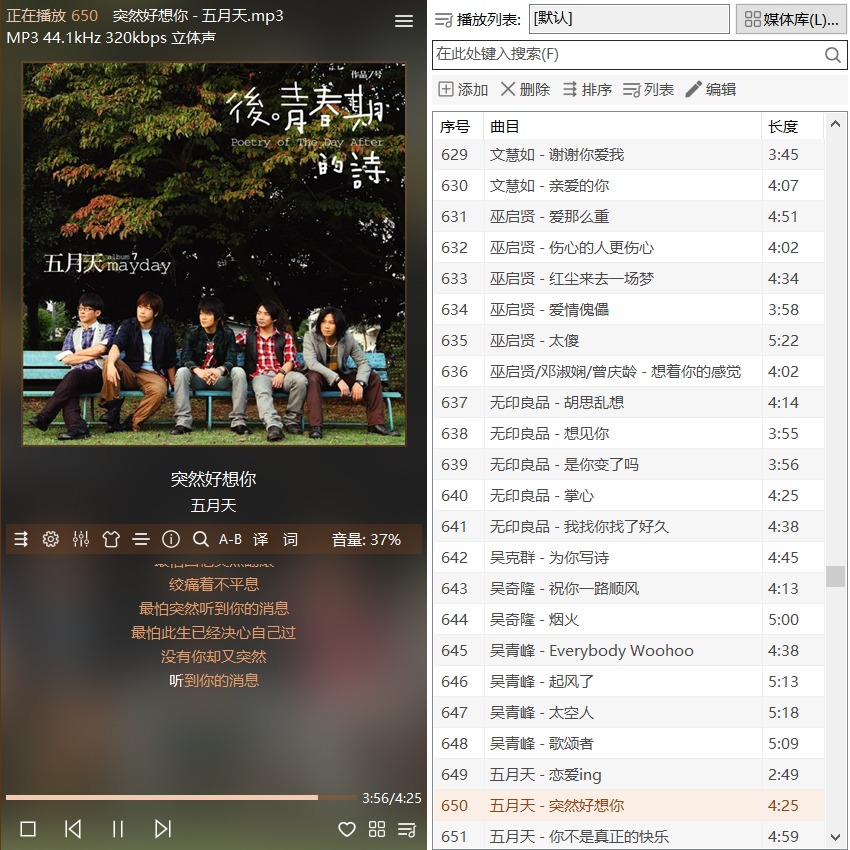 正在播放 650 突然好想你 - 五月天.mp3
MP3 44.1kHz 320kbps 立体声
作品7号
後。青春期
Poetry of The Day After
的詩
五月天 album 7 mayday
突然好想你
五月天
A-B 译 词 音量: 37%
绞痛着不平息
最怕突然听到你的消息
最怕此生已经决心自己过
没有你却又突然
听到你的消息
3:56/4:25
播放列表: [默认] 媒体库(L)...
在此处键入搜索(F)
添加 删除 排序 列表 编辑
序号 曲目 长度
629 文慧如 - 谢谢你爱我 3:45
630 文慧如 - 亲爱的你 4:07
631 巫启贤 - 爱那么重 4:51
632 巫启贤 - 伤心的人更伤心 4:02
633 巫启贤 - 红尘来去一场梦 4:34
634 巫启贤 - 爱情傀儡 3:58
635 巫启贤 - 太傻 5:22
636 巫启贤/邓淑娴/曾庆龄 - 想着你的感觉 4:02
637 无印良品 - 胡思乱想 4:14
638 无印良品 - 想见你 3:55
639 无印良品 - 是你变了吗 3:56
640 无印良品 - 掌心 4:25
641 无印良品 - 我找你找了好久 4:38
642 吴克群 - 为你写诗 4:45
643 吴奇隆 - 祝你一路顺风 4:13
644 吴奇隆 - 烟火 5:00
645 吴青峰 - Everybody Woohoo 4:38
646 吴青峰 - 起风了 5:13
647 吴青峰 - 太空人 5:18
648 吴青峰 - 歌颂者 5:09
649 五月天 - 恋爱ing 2:49
650 五月天 - 突然好想你 4:25
651 五月天 - 你不是真正的快乐 4:59